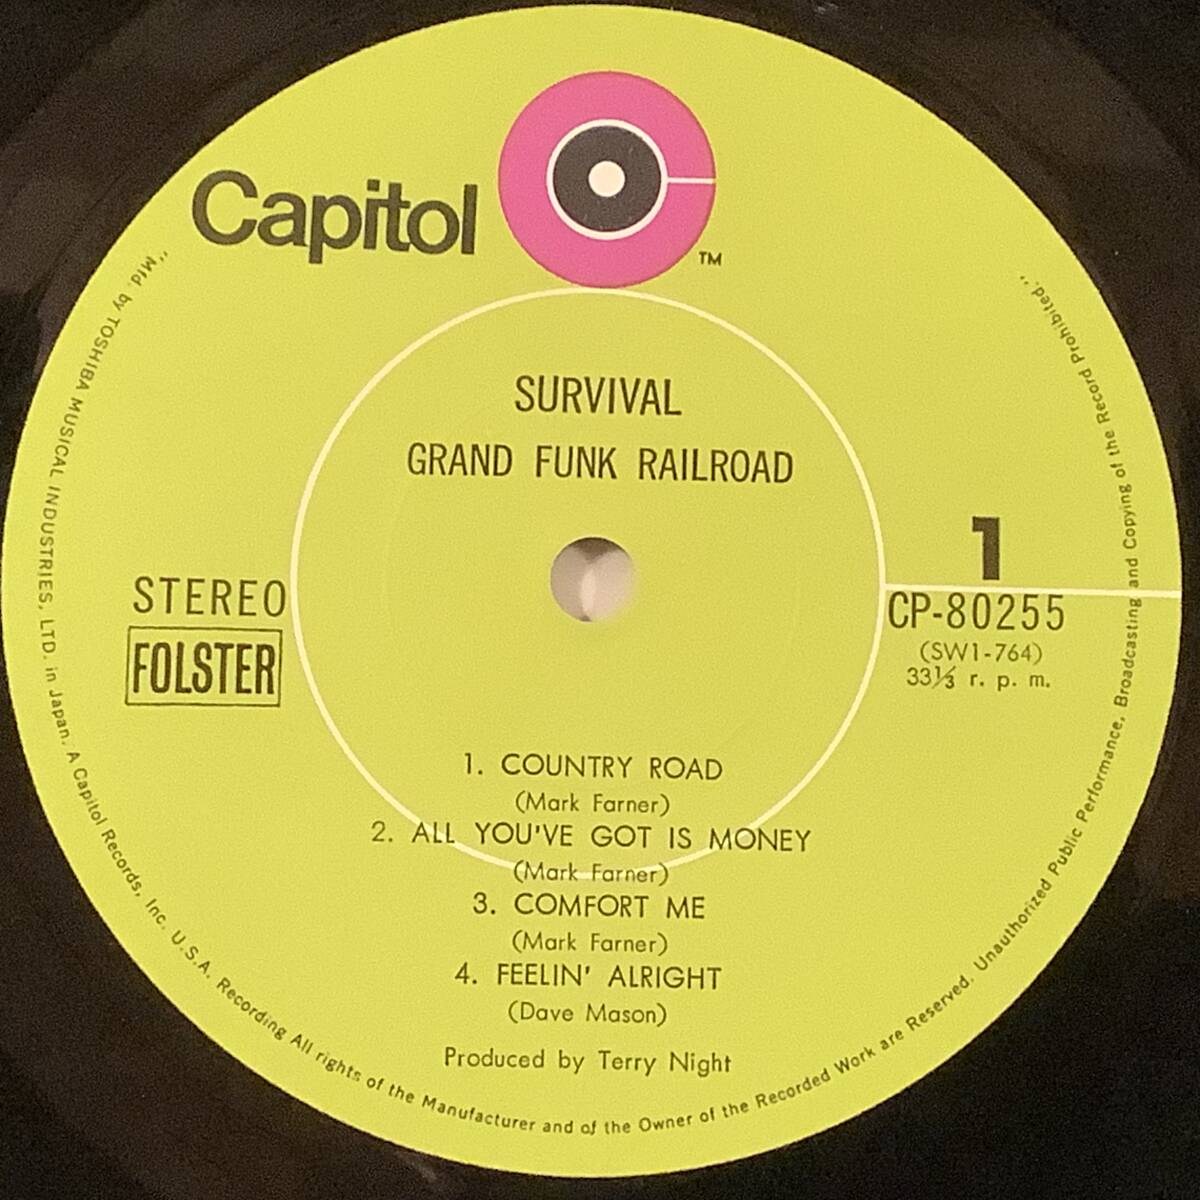 Capitol
TM
SURVIVAL
GRAND FUNK RAILROAD
STEREO
FOLSTER
1
CP-80255
(SW1-764)
33⅓ r. p. m.
1. COUNTRY ROAD
(Mark Farner)
2. ALL YOU'VE GOT IS MONEY
(Mark Farner)
3. COMFORT ME
(Mark Farner)
4. FEELIN' ALRIGHT
(Dave Mason)
Produced by Terry Night
"Mfd. by TOSHIBA MUSICAL INDUSTRIES, LTD. in Japan. A Capitol Records, Inc. U.S.A. Recording All rights of the Manufacturer and of the Owner of the Recorded Work are Reserved. Unauthorized Public Performance, Broadcasting and Copying of the Record Prohibited."